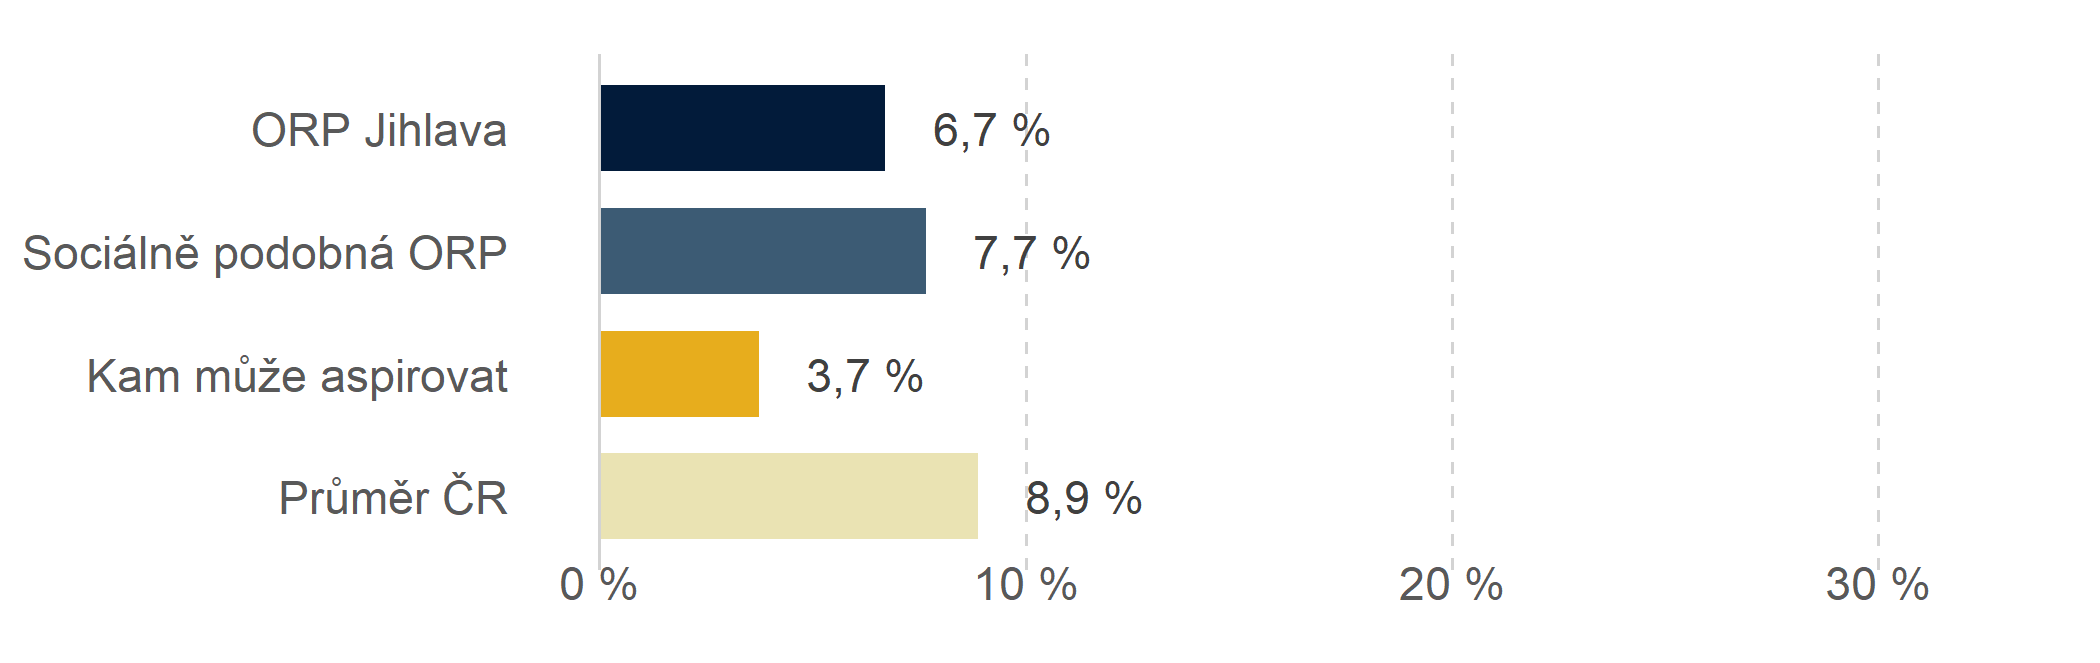 ORP Jihlava 6,7 %
Sociálně podobná ORP 7,7 %
Kam může aspirovat 3,7 %
Průměr ČR 8,9 %
0 % 10 % 20 % 30 %